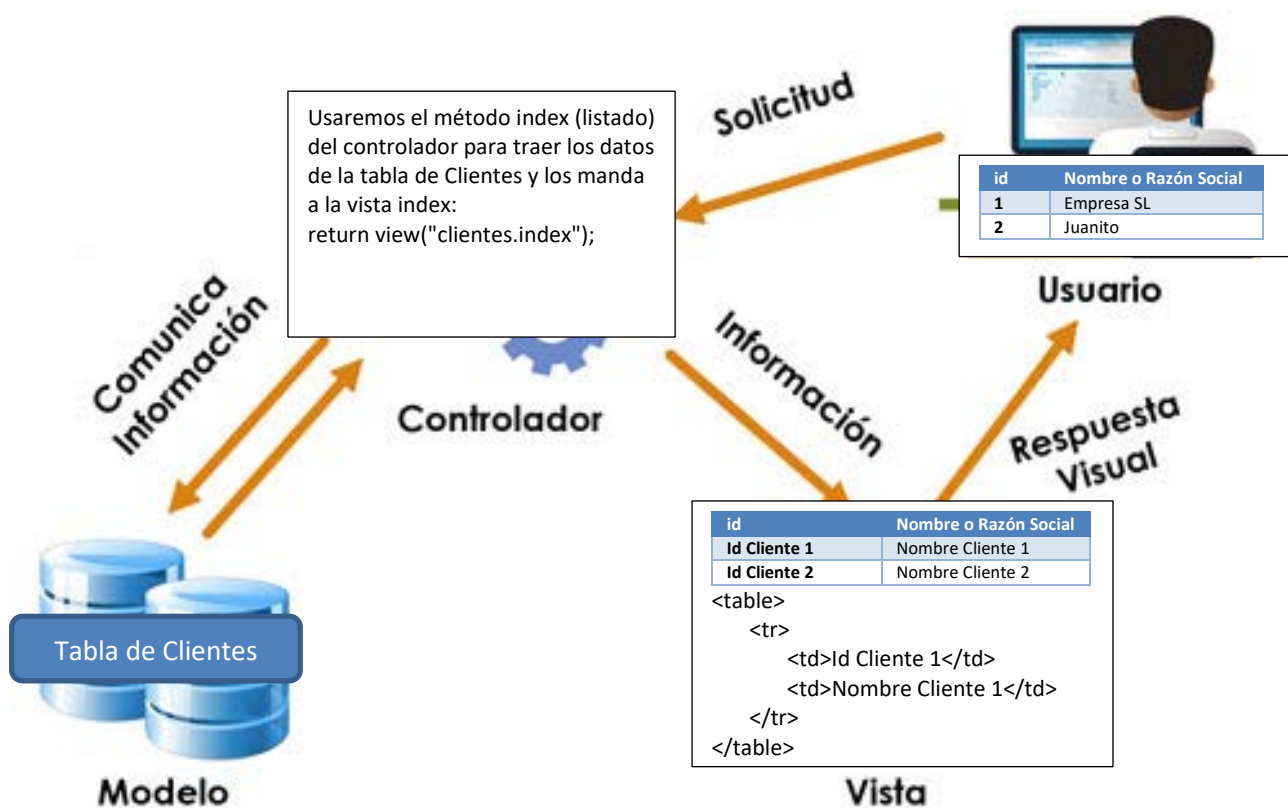 Solicitud
Usaremos el método index (listado)
del controlador para traer los datos
de la tabla de Clientes y los manda
a la vista index:
return view("clientes.index");
id Nombre o Razón Social
1 Empresa SL
2 Juanito
Usuario
Comunica
Información
Controlador
Información
Respuesta
Visual
Tabla de Clientes
Modelo
id Nombre o Razón Social
Id Cliente 1 Nombre Cliente 1
Id Cliente 2 Nombre Cliente 2
<table>
<tr>
<td>Id Cliente 1</td>
<td>Nombre Cliente 1</td>
</tr>
</table>
Vista